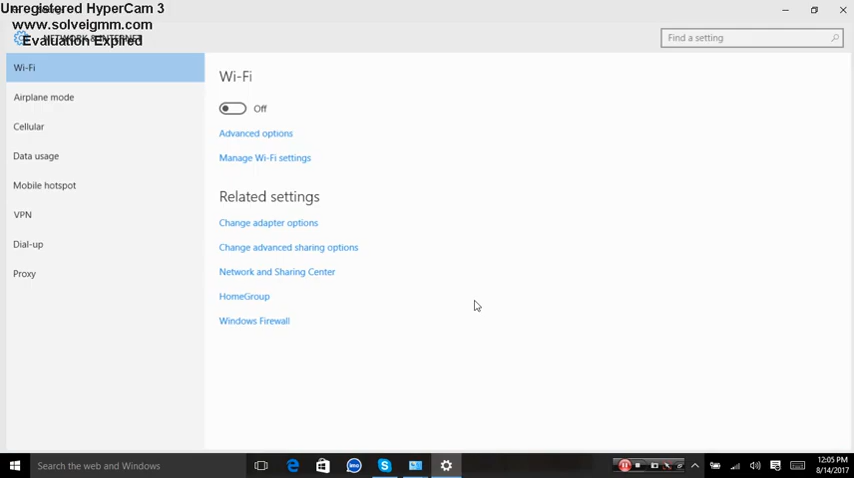 Unregistered HyperCam 3
www.solveigmm.com
Evaluation Expired
NETWORK & INTERNET
Find a setting
Wi-Fi
Airplane mode
Cellular
Data usage
Mobile hotspot
VPN
Dial-up
Proxy
Wi-Fi
Off
Advanced options
Manage Wi-Fi settings
Related settings
Change adapter options
Change advanced sharing options
Network and Sharing Center
HomeGroup
Windows Firewall
Search the web and Windows
imo
12:05 PM
8/14/2017